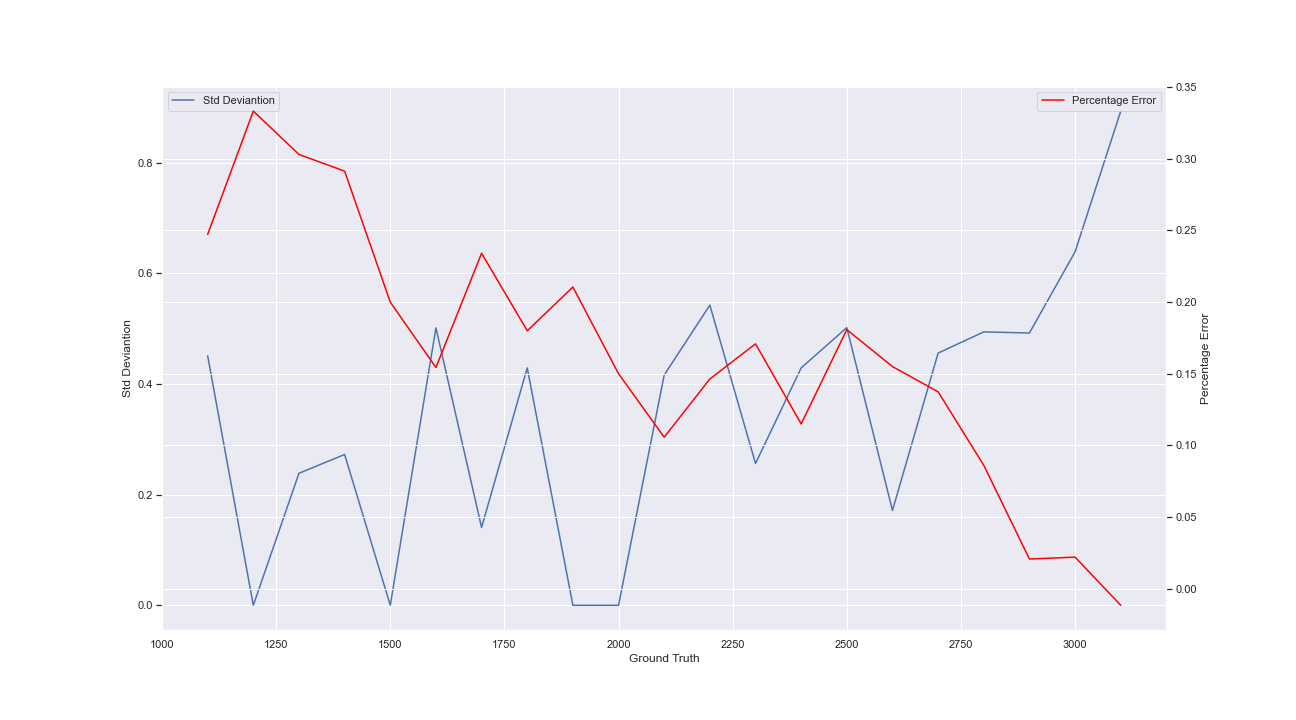 Std Deviantion
Percentage Error
0.8
0.6
0.4
0.2
0.0
Std Deviantion
0.35
0.30
0.25
0.20
0.15
0.10
0.05
0.00
Percentage Error
1000 1250 1500 1750 2000 2250 2500 2750 3000
Ground Truth